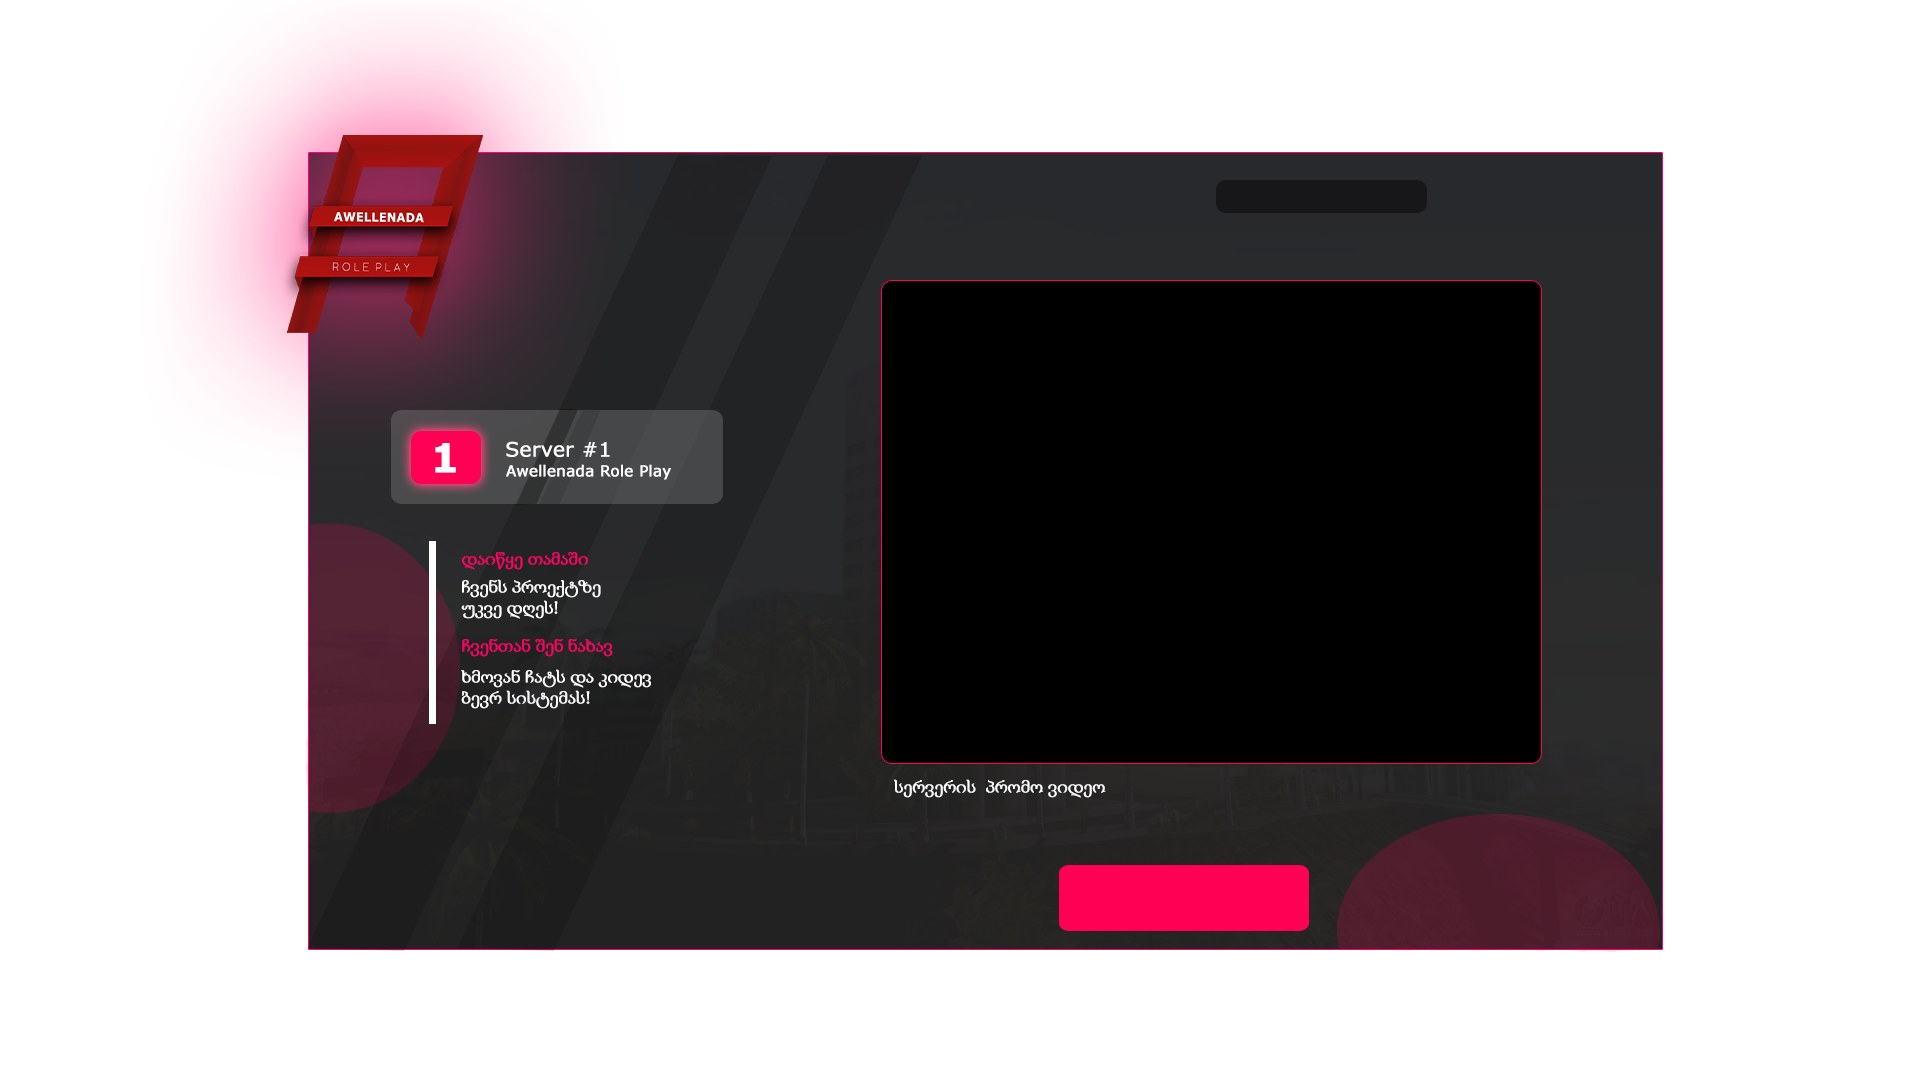 AWELLENADA
ROLE PLAY
1
Server #1
Awellenada Role Play
დაიწყე თამაში
ჩვენს პროექტზე
უკვე დღეს!
ჩვენთან შენ ნახავ
ხმოვან ჩატს და კიდევ
ბევრ სისტემას!
სერვერის პრომო ვიდეო